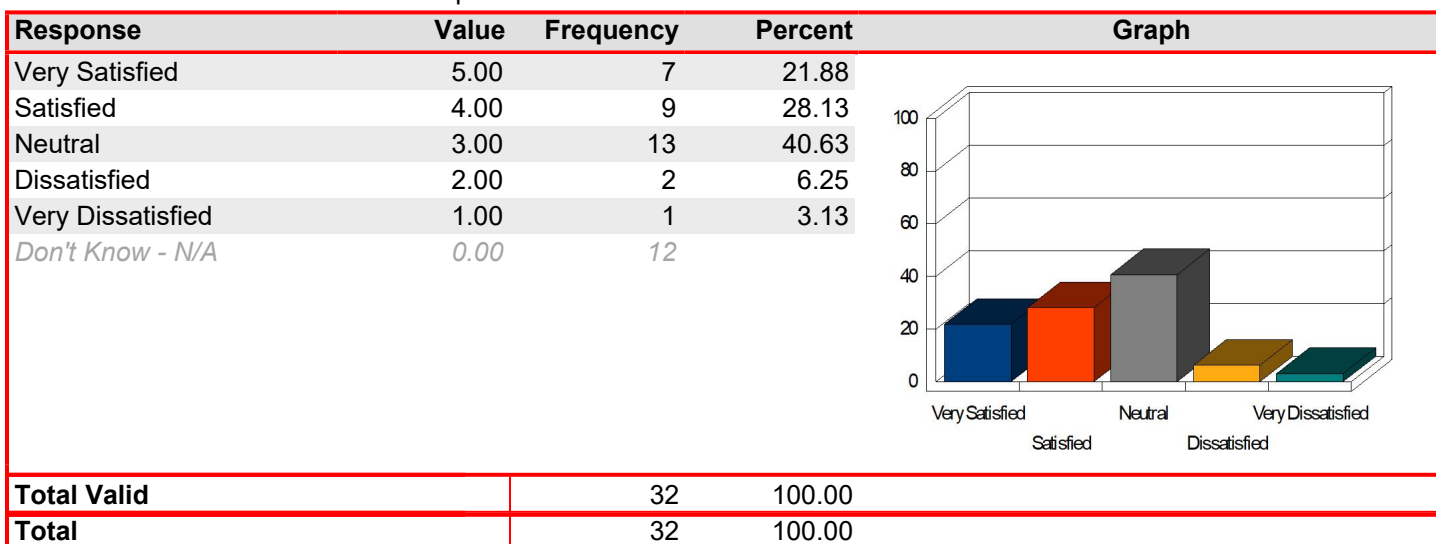 Response Value Frequency Percent Graph
Very Satisfied 5.00 7 21.88
Satisfied 4.00 9 28.13
Neutral 3.00 13 40.63
Dissatisfied 2.00 2 6.25
Very Dissatisfied 1.00 1 3.13
Don't Know - N/A 0.00 12
100
80
60
40
20
0
Very Satisfied Neutral Very Dissatisfied
Satisfied Dissatisfied
Total Valid 32 100.00
Total 32 100.00